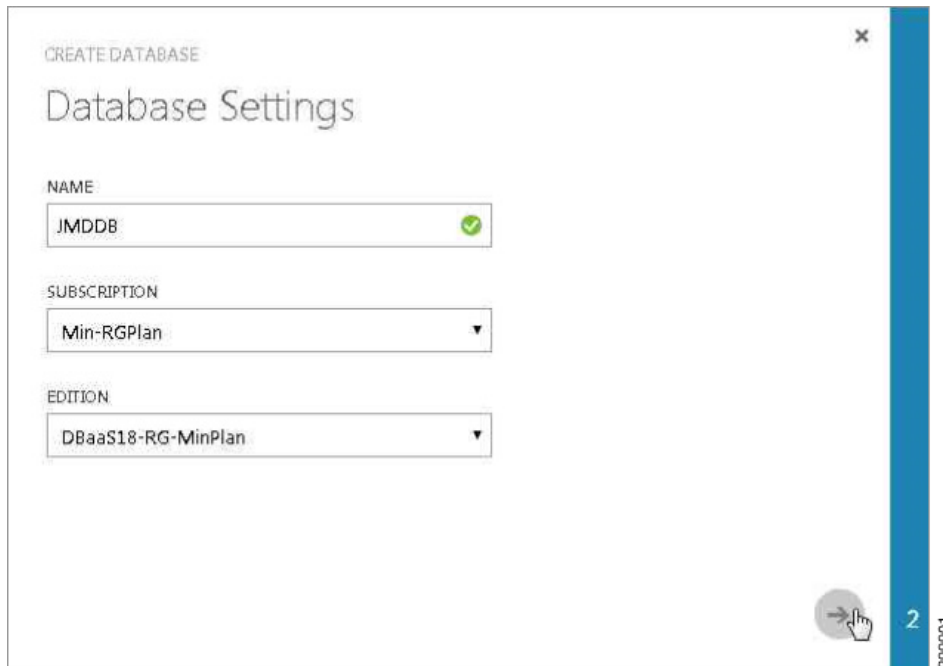 CREATE DATABASE
Database Settings
NAME
JMDDB
SUBSCRIPTION
Min-RGPlan
EDITION
DBaaS18-RG-MinPlan
2